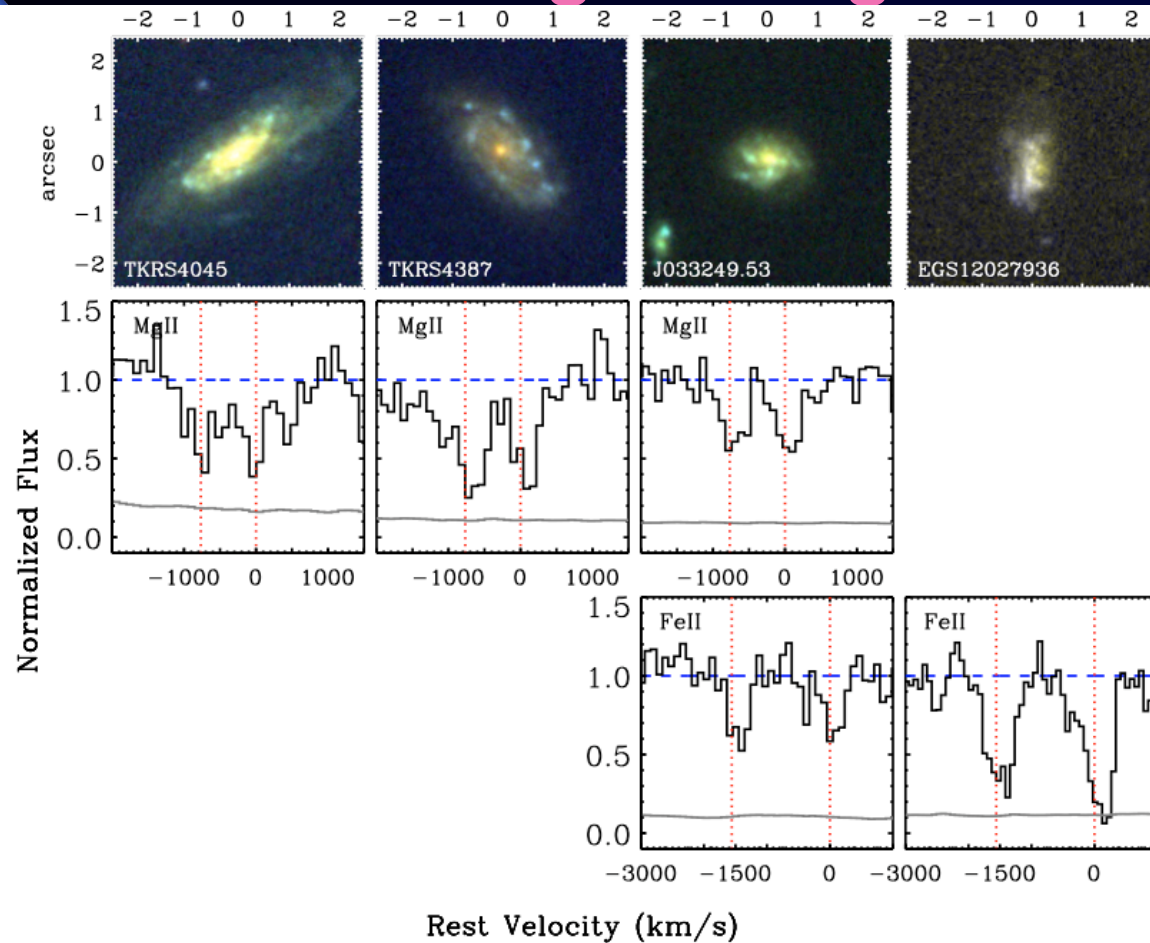 −2 −1 0 1 2 −2 −1 0 1 2 −2 −1 0 1 2 −2 −1 0 1 2
2
1
0
−1
−2
arcsec
TKRS4045 TKRS4387 J033249.53 EGS12027936
1.5
1.0
0.5
0.0
MgII MgII MgII
−1000 0 1000 −1000 0 1000 −1000 0 1000
Normalized Flux
1.5
1.0
0.5
0.0
FeII FeII
−3000 −1500 0 −3000 −1500 0
Rest Velocity (km/s)